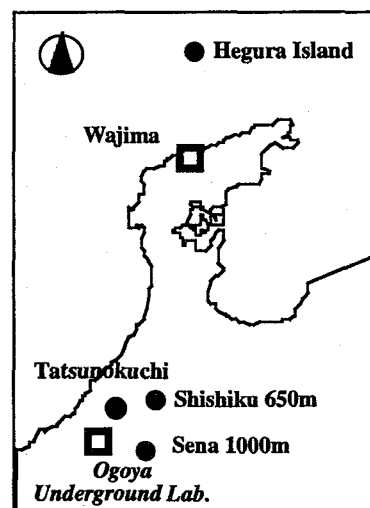 Hegura Island
Wajima
Tatsunokuchi
Shishiku 650m
Sena 1000m
Ogoya
Underground Lab.